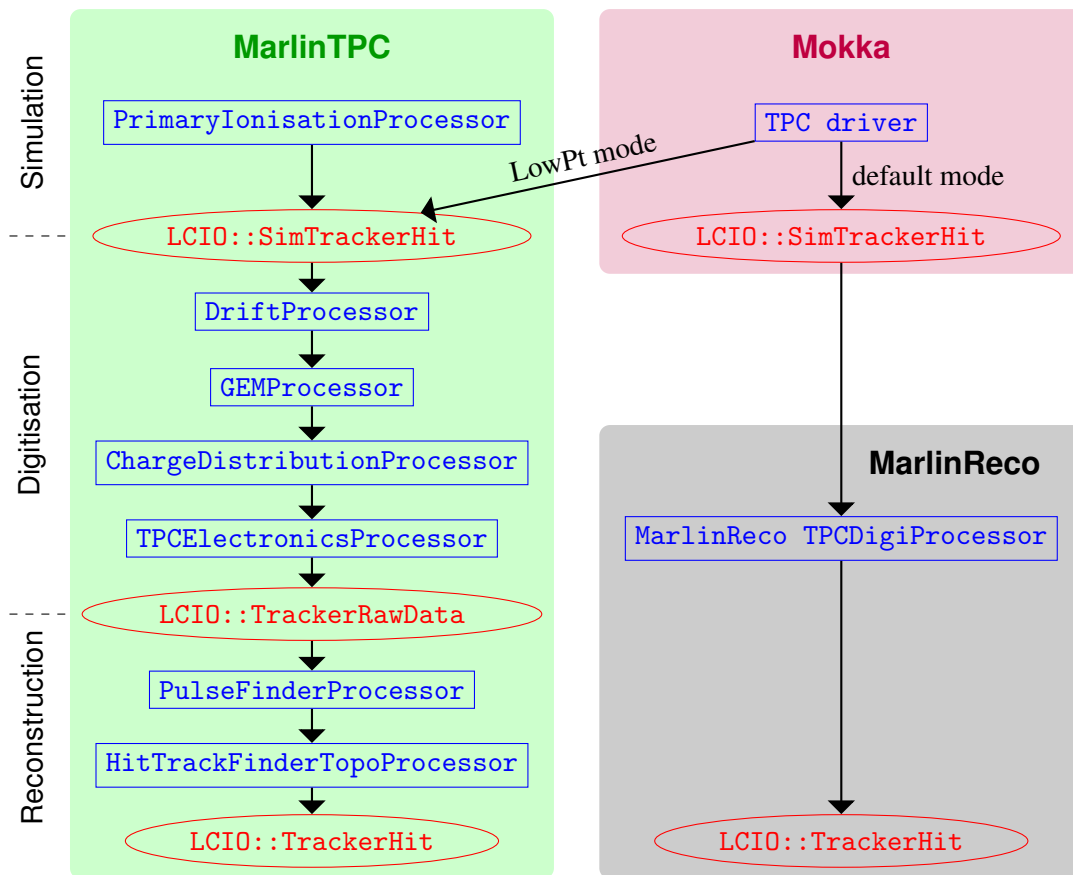 MarlinTPC
Mokka
Simulation
PrimaryIonisationProcessor
TPC driver
LowPt mode
default mode
LCIO::SimTrackerHit
LCIO::SimTrackerHit
Digitisation
DriftProcessor
GEMProcessor
ChargeDistributionProcessor
MarlinReco
TPCElectronicsProcessor
MarlinReco TPCDigiProcessor
LCIO::TrackerRawData
Reconstruction
PulseFinderProcessor
HitTrackFinderTopoProcessor
LCIO::TrackerHit
LCIO::TrackerHit